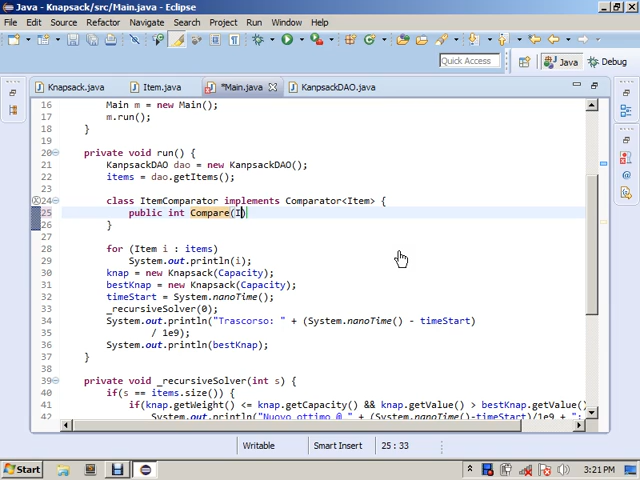 Java - Knapsack/src/Main.java - Eclipse
File Edit Source Refactor Navigate Search Project Run Window Help
Quick Access Java Debug
Knapsack.java Item.java *Main.java KanpsackDAO.java
16 Main m = new Main();
17 m.run();
18 }
19
20 private void run() {
21 KanpsackDAO dao = new KanpsackDAO();
22 items = dao.getItems();
23
24 class ItemComparator implements Comparator<Item> {
25 public int Compare(I)
26 }
27
28 for (Item i : items)
29 System.out.println(i);
30 knap = new Knapsack(Capacity);
31 bestKnap = new Knapsack(Capacity);
32 timeStart = System.nanoTime();
33 _recursiveSolver(0);
34 System.out.println("Trascorso: " + (System.nanoTime() - timeStart)
35 / 1e9);
36 System.out.println(bestKnap);
37 }
38
39 private void _recursiveSolver(int s) {
40 if(s == items.size()) {
41 if(knap.getWeight() <= knap.getCapacity() && knap.getValue() > bestKnap.getValue
42 System.out.println("Nuovo ottimo @ " + (System.nanoTime()-timeStart)/1e9 + ":
Writable Smart Insert 25 : 33
Start 3:21 PM